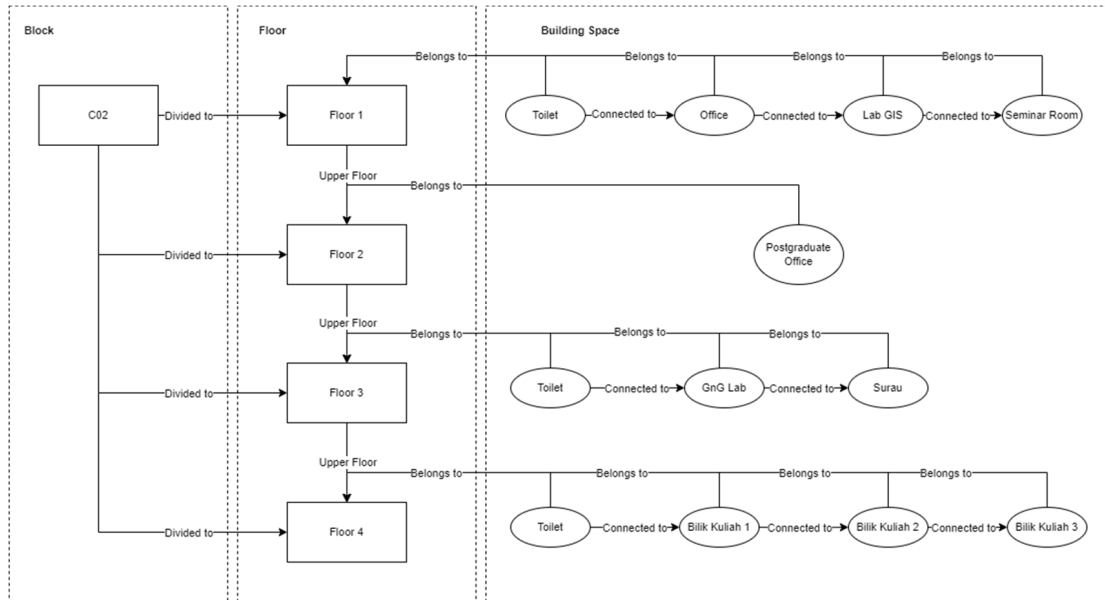 Block
Floor
Building Space
Belongs to
Belongs to
Belongs to
Belongs to
C02
Divided to
Floor 1
Toilet
Connected to
Office
Connected to
Lab GIS
Connected to
Seminar Room
Upper Floor
Belongs to
Divided to
Floor 2
Postgraduate
Office
Upper Floor
Belongs to
Belongs to
Belongs to
Divided to
Floor 3
Toilet
Connected to
GnG Lab
Connected to
Surau
Upper Floor
Belongs to
Belongs to
Belongs to
Belongs to
Divided to
Floor 4
Toilet
Connected to
Bilik Kuliah 1
Connected to
Bilik Kuliah 2
Connected to
Bilik Kuliah 3